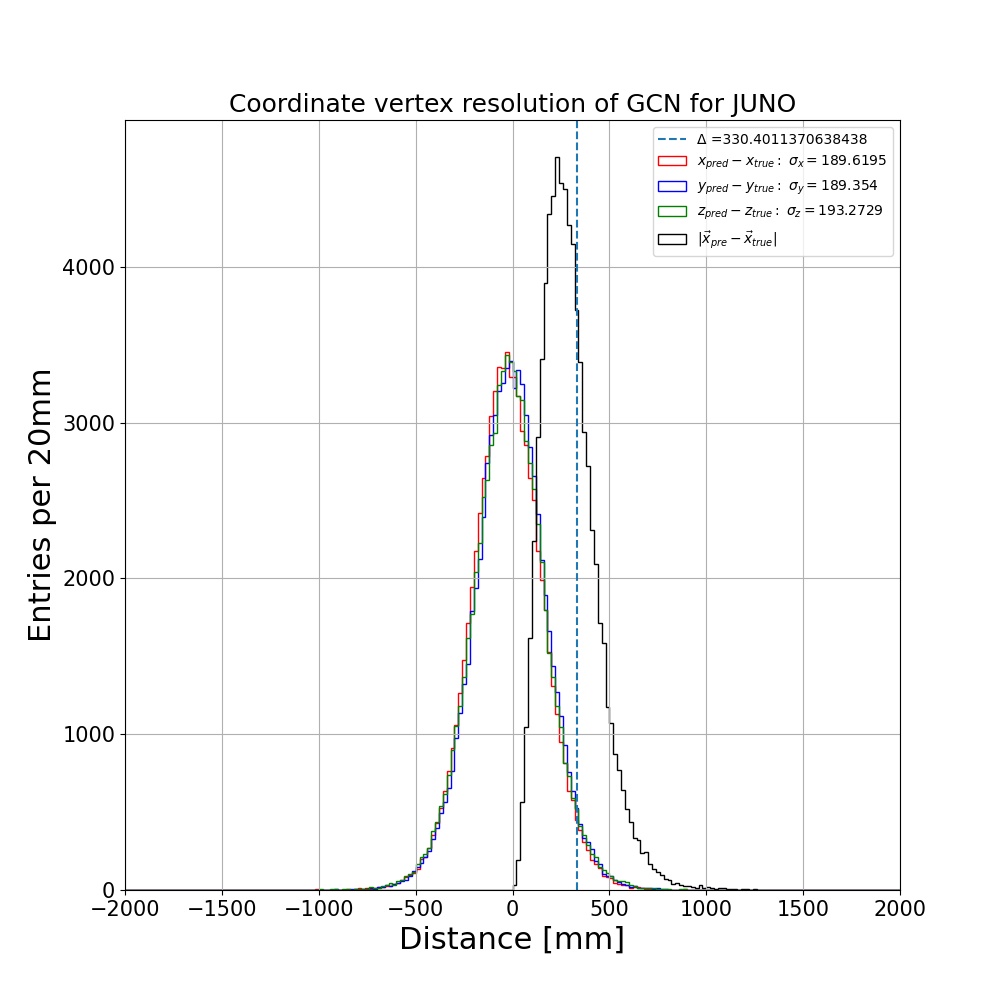 Coordinate vertex resolution of GCN for JUNO
Δ =330.4011370638438
x_pred − x_true : σ_x = 189.6195
y_pred − y_true : σ_y = 189.354
z_pred − z_true : σ_z = 193.2729
|x⃗_pre − x⃗_true|
Entries per 20mm
4000
3000
2000
1000
0
−2000 −1500 −1000 −500 0 500 1000 1500 2000
Distance [mm]